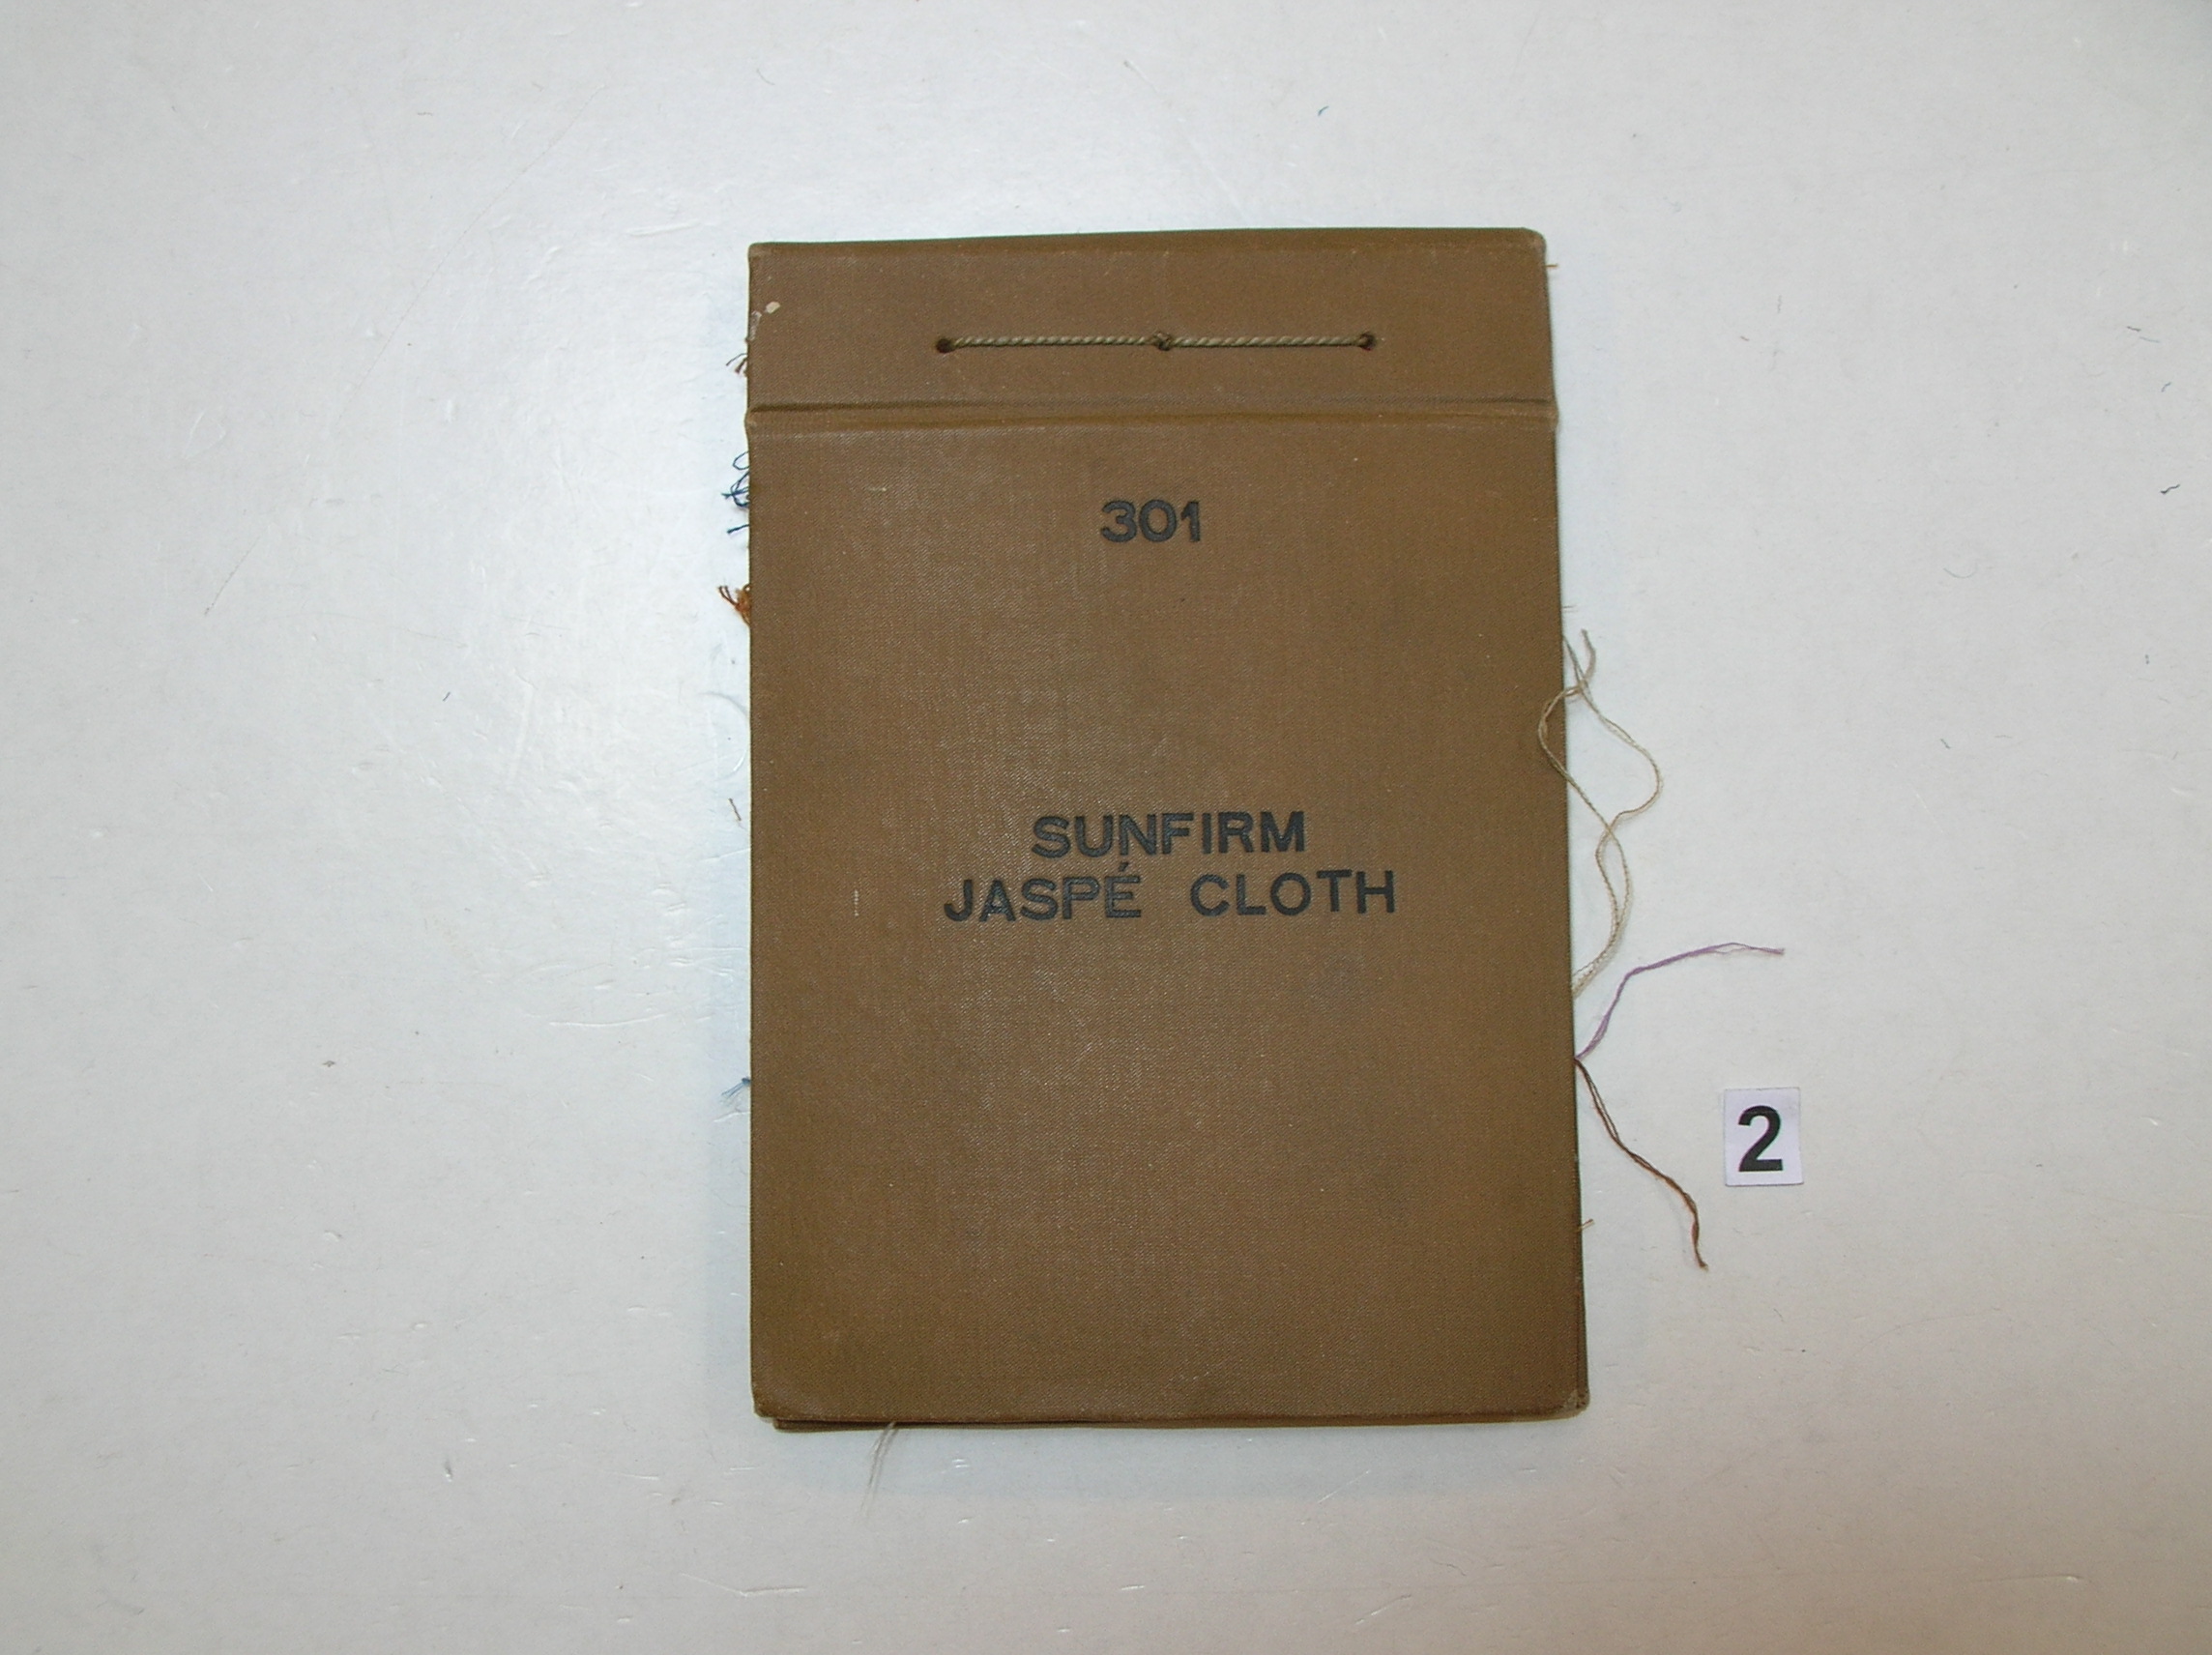 301
SUNFIRM
JASPÉ CLOTH
2